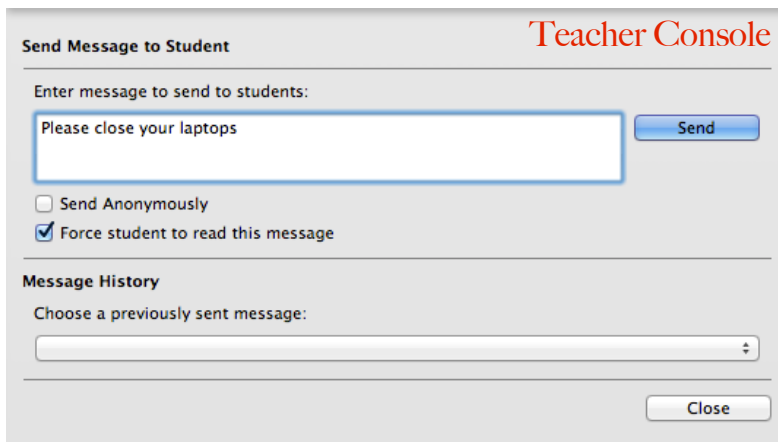 Teacher Console
Send Message to Student
Enter message to send to students:
Please close your laptops
Send
Send Anonymously
Force student to read this message
Message History
Choose a previously sent message:
Close